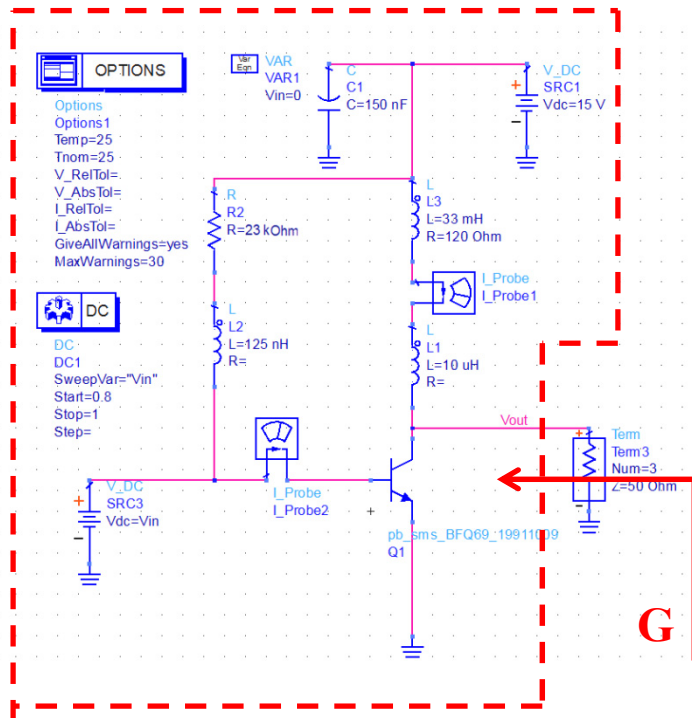 OPTIONS
Options
Options1
Temp=25
Tnom=25
V_RelTol=
V_AbsTol=
I_RelTol=
I_AbsTol=
GiveAllWarnings=yes
MaxWarnings=30
DC
DC
DC1
SweepVar="Vin"
Start=0.8
Stop=1
Step=
Var
Eqn
VAR
VAR1
Vin=0
C
C1
C=150 nF
V_DC
SRC1
Vdc=15 V
R
R2
R=23 kOhm
L
L3
L=33 mH
R=120 Ohm
I_Probe
I_Probe1
L
L2
L=125 nH
R=
L
L1
L=10 uH
R=
Vout
Term
Term3
Num=3
Z=50 Ohm
I_Probe
I_Probe2
V_DC
SRC3
Vdc=Vin
pb_sms_BFQ69_19911009
Q1
G